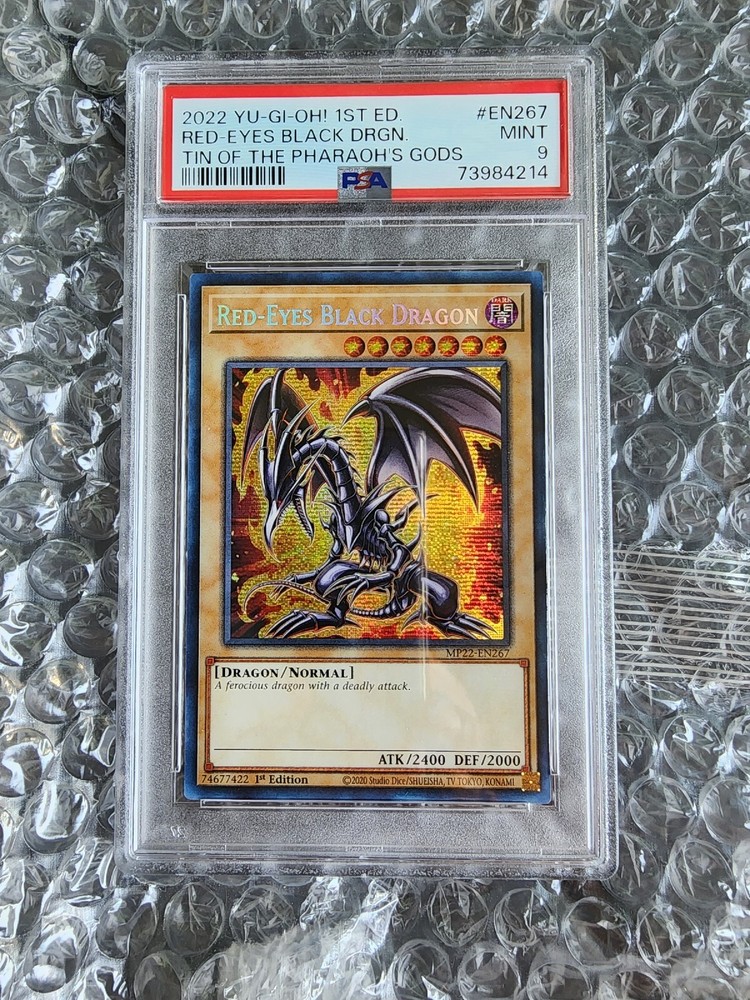 2022 YU-GI-OH! 1ST ED. #EN267
RED-EYES BLACK DRGN. MINT
TIN OF THE PHARAOH'S GODS 9
PSA 73984214
RED-EYES BLACK DRAGON
DARK
闇
MP22-EN267
[DRAGON/NORMAL]
A ferocious dragon with a deadly attack.
ATK/2400 DEF/2000
74677422 1st Edition ©2020 Studio Dice/SHUEISHA, TV TOKYO, KONAMI